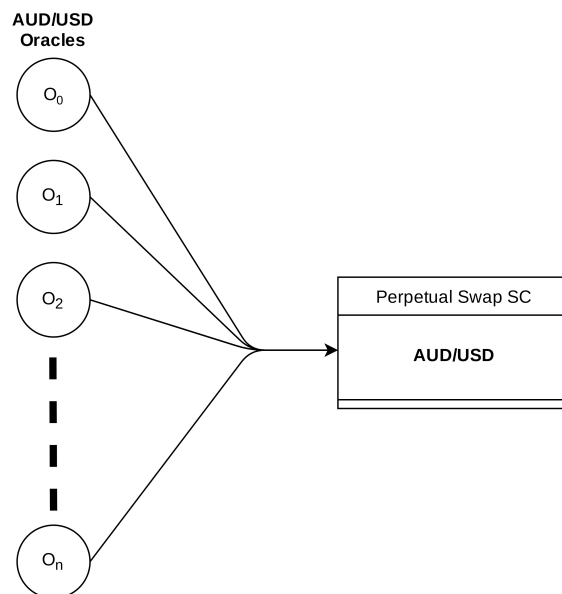 AUD/USD
Oracles
O₀
O₁
O₂
Oₙ
Perpetual Swap SC
AUD/USD